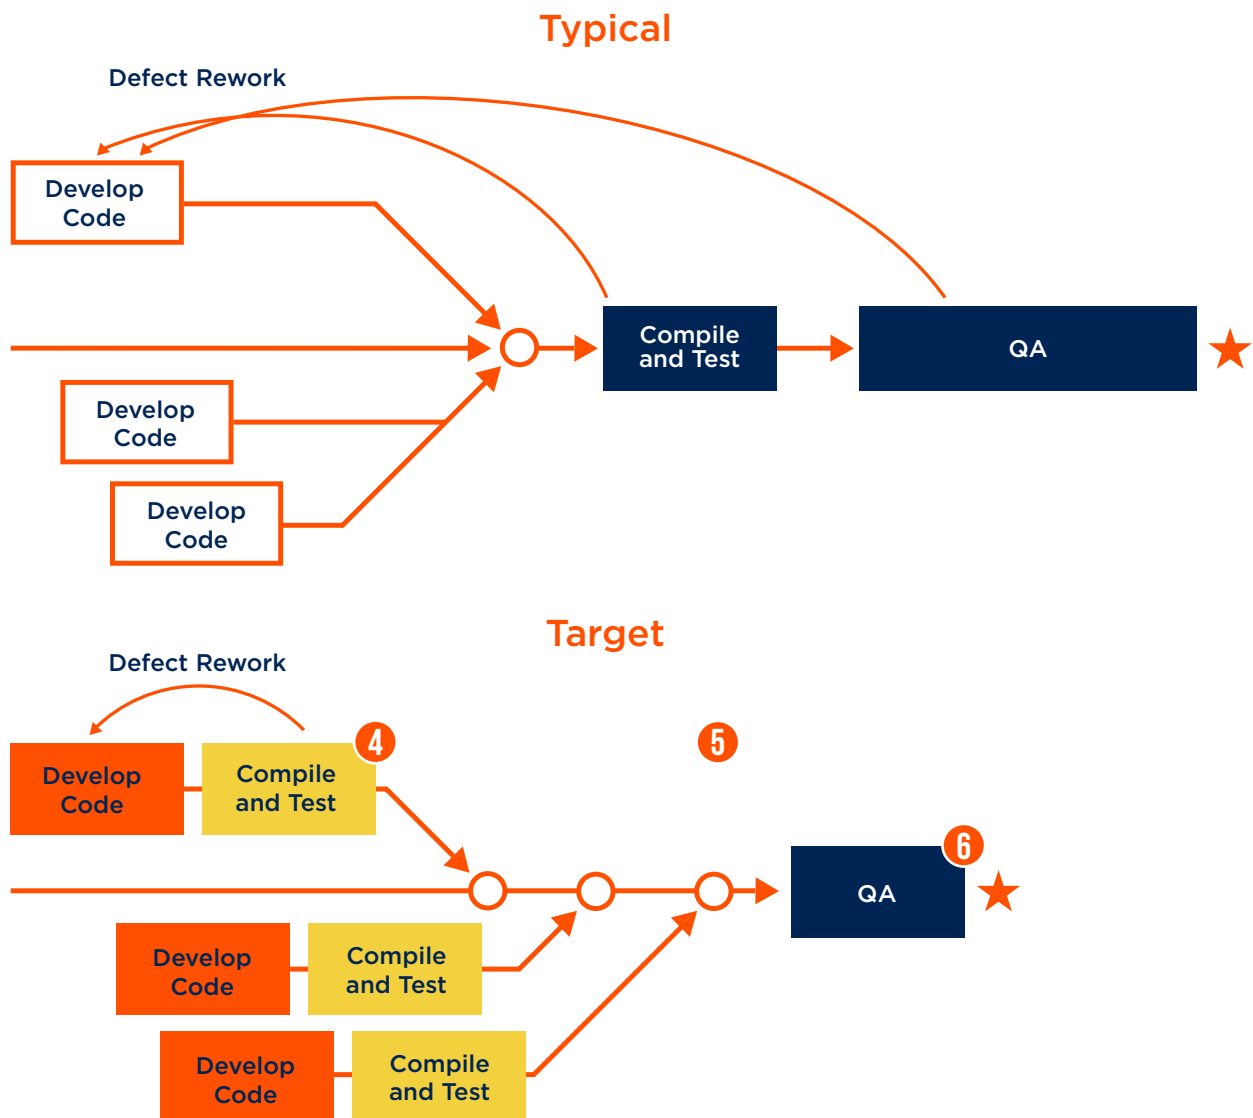 Typical
Defect Rework
Develop
Code
Compile
and Test
QA
Develop
Code
Develop
Code
Target
Defect Rework
4
5
Develop
Code
Compile
and Test
6
QA
Develop
Code
Compile
and Test
Develop
Code
Compile
and Test